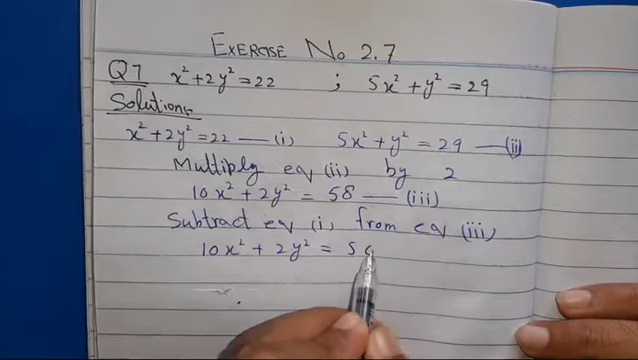 EXERCISE No 2.7
Q7 x²+2y²=22 ; 5x²+y²=29
Solution:
x²+2y²=22 —(i) 5x²+y²=29 —(ii)
Multiply eq (ii) by 2
10x²+2y²=58 —(iii)
Subtract eq (i) from eq (iii)
10x²+2y²=5